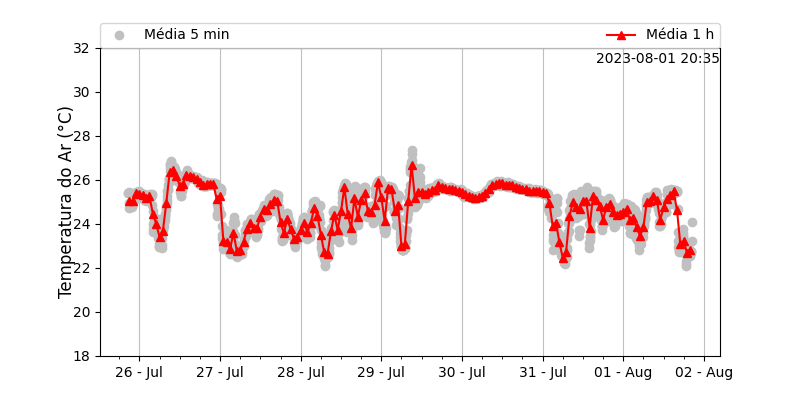 Média 5 min
Média 1 h
2023-08-01 20:35
Temperatura do Ar (°C)
32
30
28
26
24
22
20
18
26 - Jul
27 - Jul
28 - Jul
29 - Jul
30 - Jul
31 - Jul
01 - Aug
02 - Aug